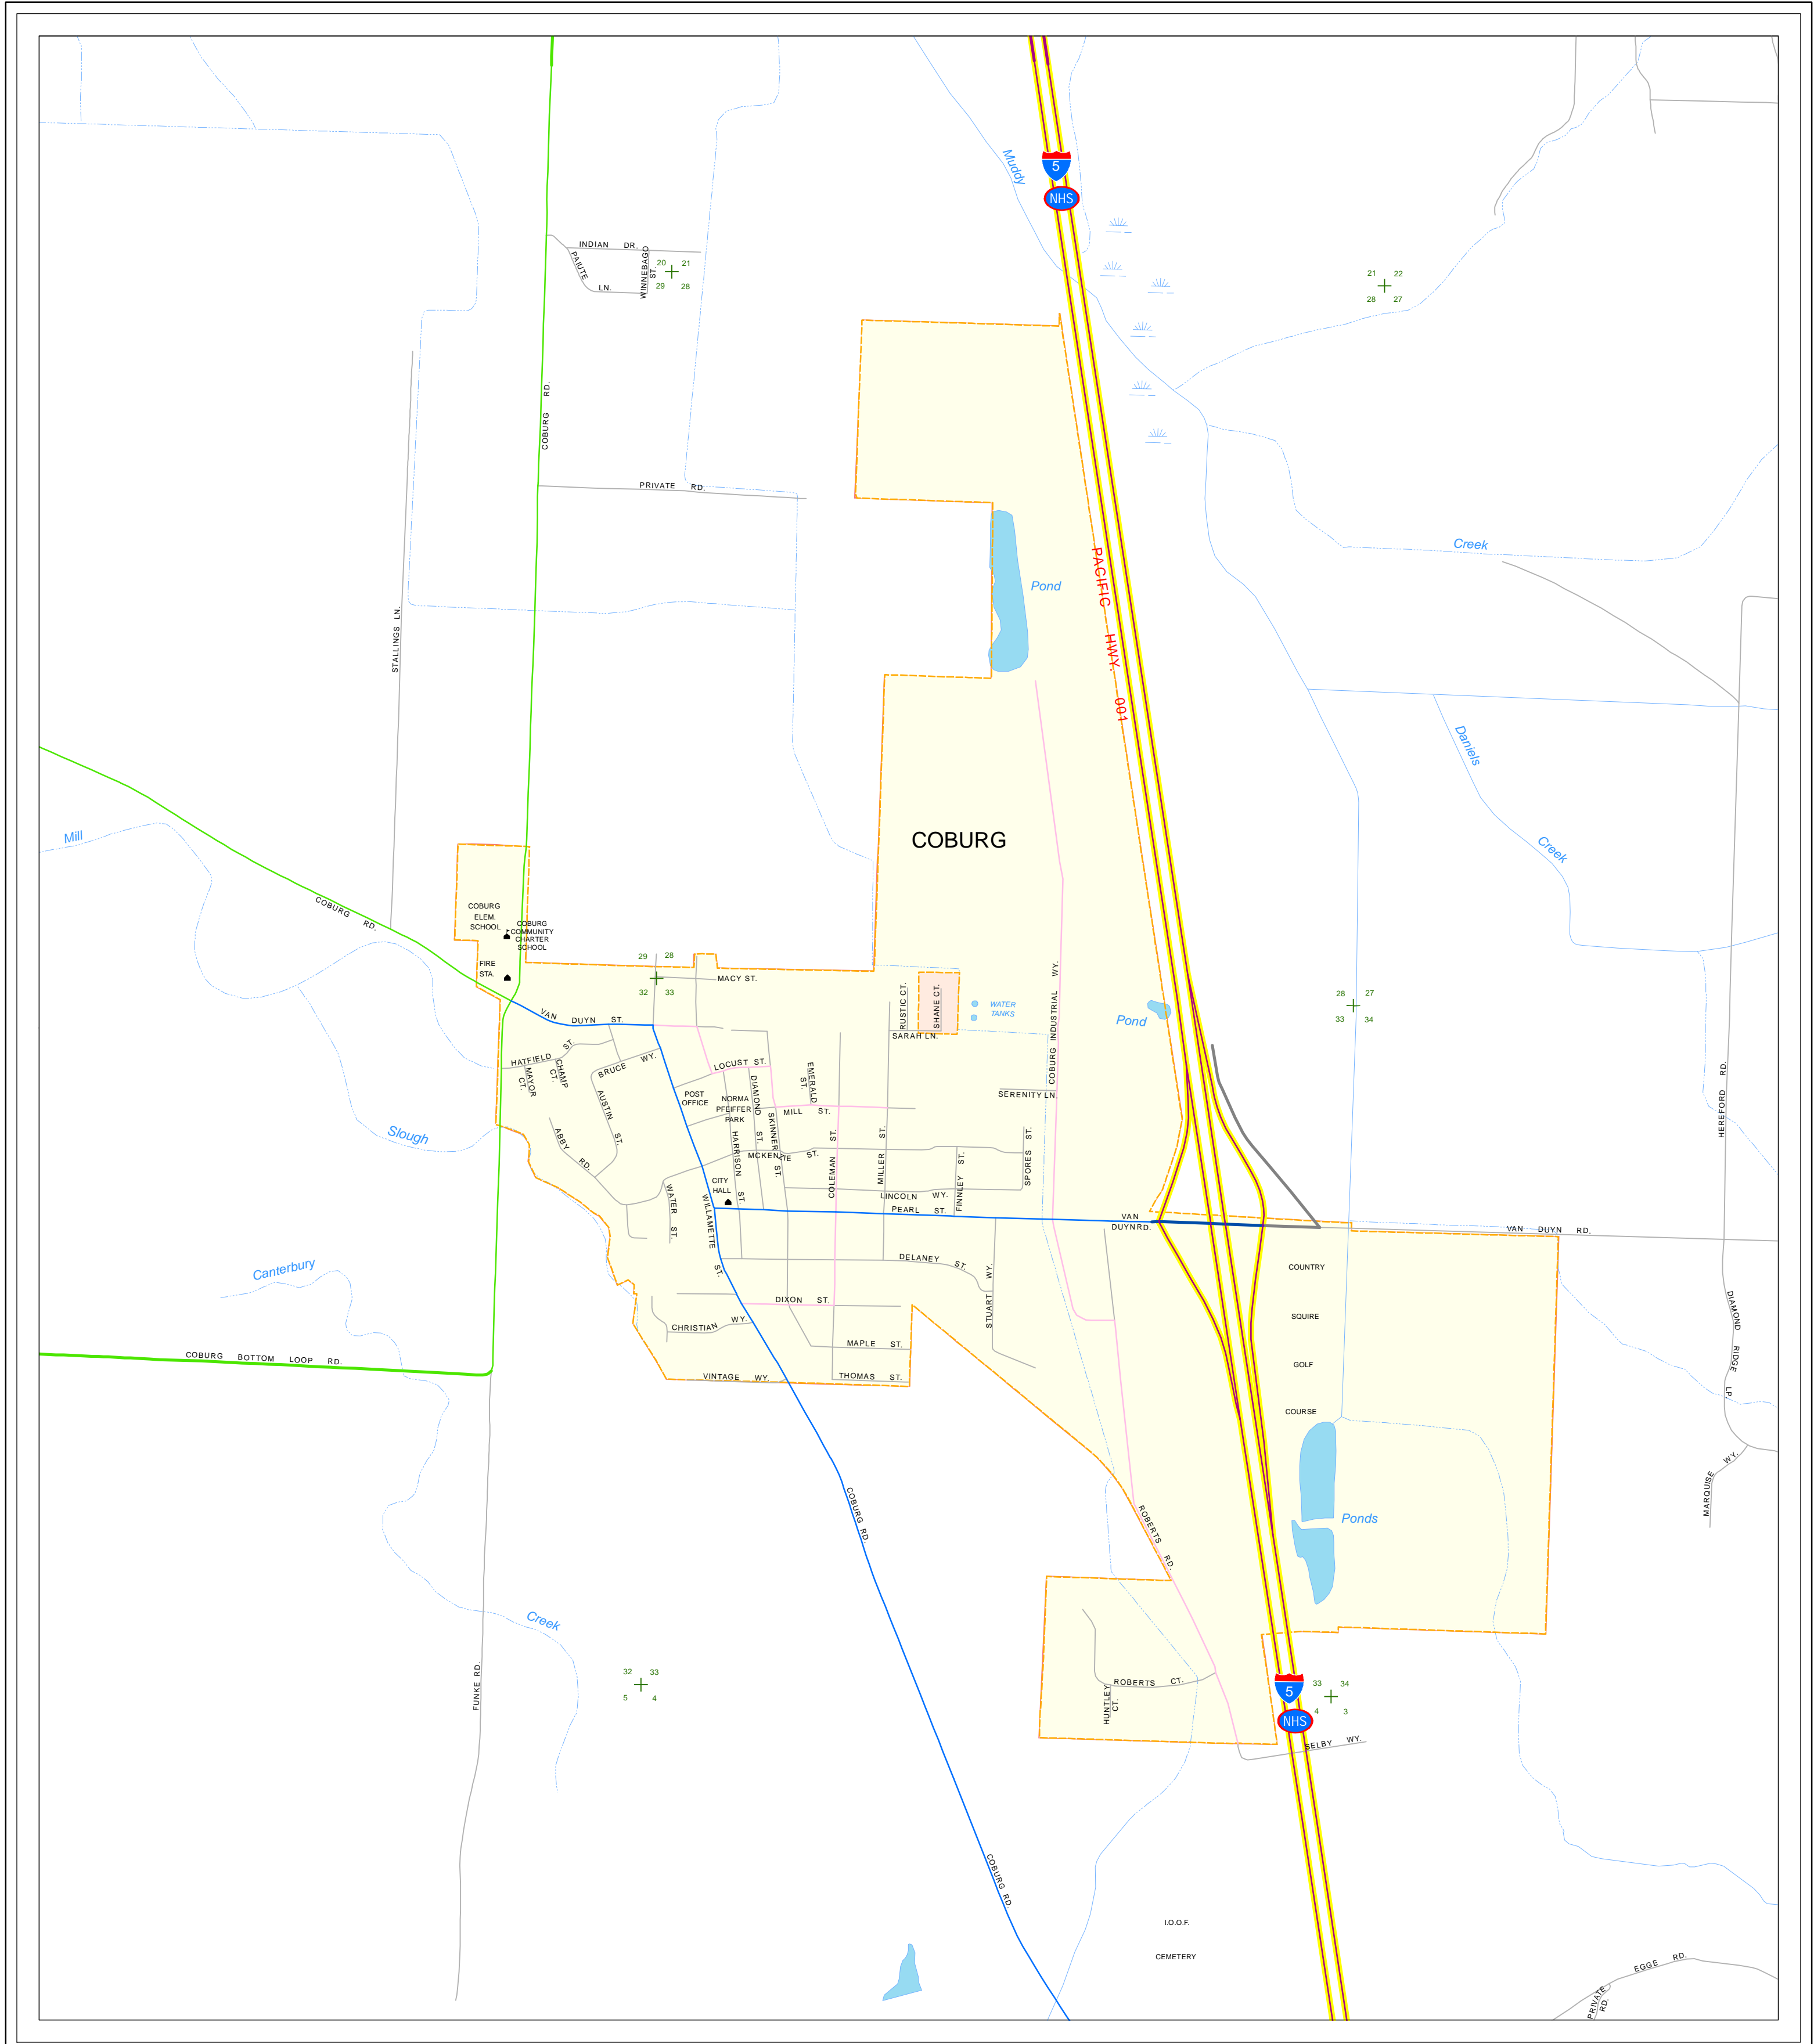 5
NHS
Muddy
INDIAN DR.
PAIUTE LN.
WINNEBAGO ST.
20 21
29 28
21 22
28 27
COBURG RD.
PRIVATE RD.
Creek
Pond
PACIFIC HWY. 001
STALLINGS LN.
Daniels
Creek
COBURG
Mill
COBURG RD.
COBURG
ELEM.
SCHOOL
COBURG
COMMUNITY
CHARTER
SCHOOL
FIRE
STA.
29 28
32 33
MACY ST.
RUSTIC CT.
SHANE CT.
SARAH LN.
WATER
TANKS
COBURG INDUSTRIAL WY.
Pond
28 27
33 34
VAN DUYN ST.
HATFIELD ST.
MAYOR CT.
CHAMP CT.
BRUCE WY.
AUSTIN ST.
ABBY RD.
LOCUST ST.
POST
OFFICE
NORMA
PFEIFFER
PARK
DIAMOND ST.
EMERALD ST.
SKINNER ST.
MILL ST.
SERENITY LN.
HARRISON ST.
MCKENZIE ST.
COLEMAN ST.
MILLER ST.
FINNLEY ST.
SPORES ST.
HEREFORD RD.
Slough
CITY
HALL
WATER ST.
WILLAMETTE ST.
LINCOLN WY.
PEARL ST.
VAN
DUYN RD.
VAN DUYN RD.
DELANEY ST.
STUART WY.
DIXON ST.
CHRISTIAN WY.
MAPLE ST.
VINTAGE WY.
THOMAS ST.
COUNTRY
SQUIRE
GOLF
COURSE
Canterbury
COBURG BOTTOM LOOP RD.
DIAMOND RIDGE LP.
MARQUISE WY.
COBURG RD.
ROBERTS RD.
Ponds
Creek
FUNKE RD.
32 33
5 4
ROBERTS CT.
HUNTLEY CT.
5
NHS
33 34
4 3
SELBY WY.
COBURG RD.
I.O.O.F.
CEMETERY
EGGE RD.
PRIVATE RD.